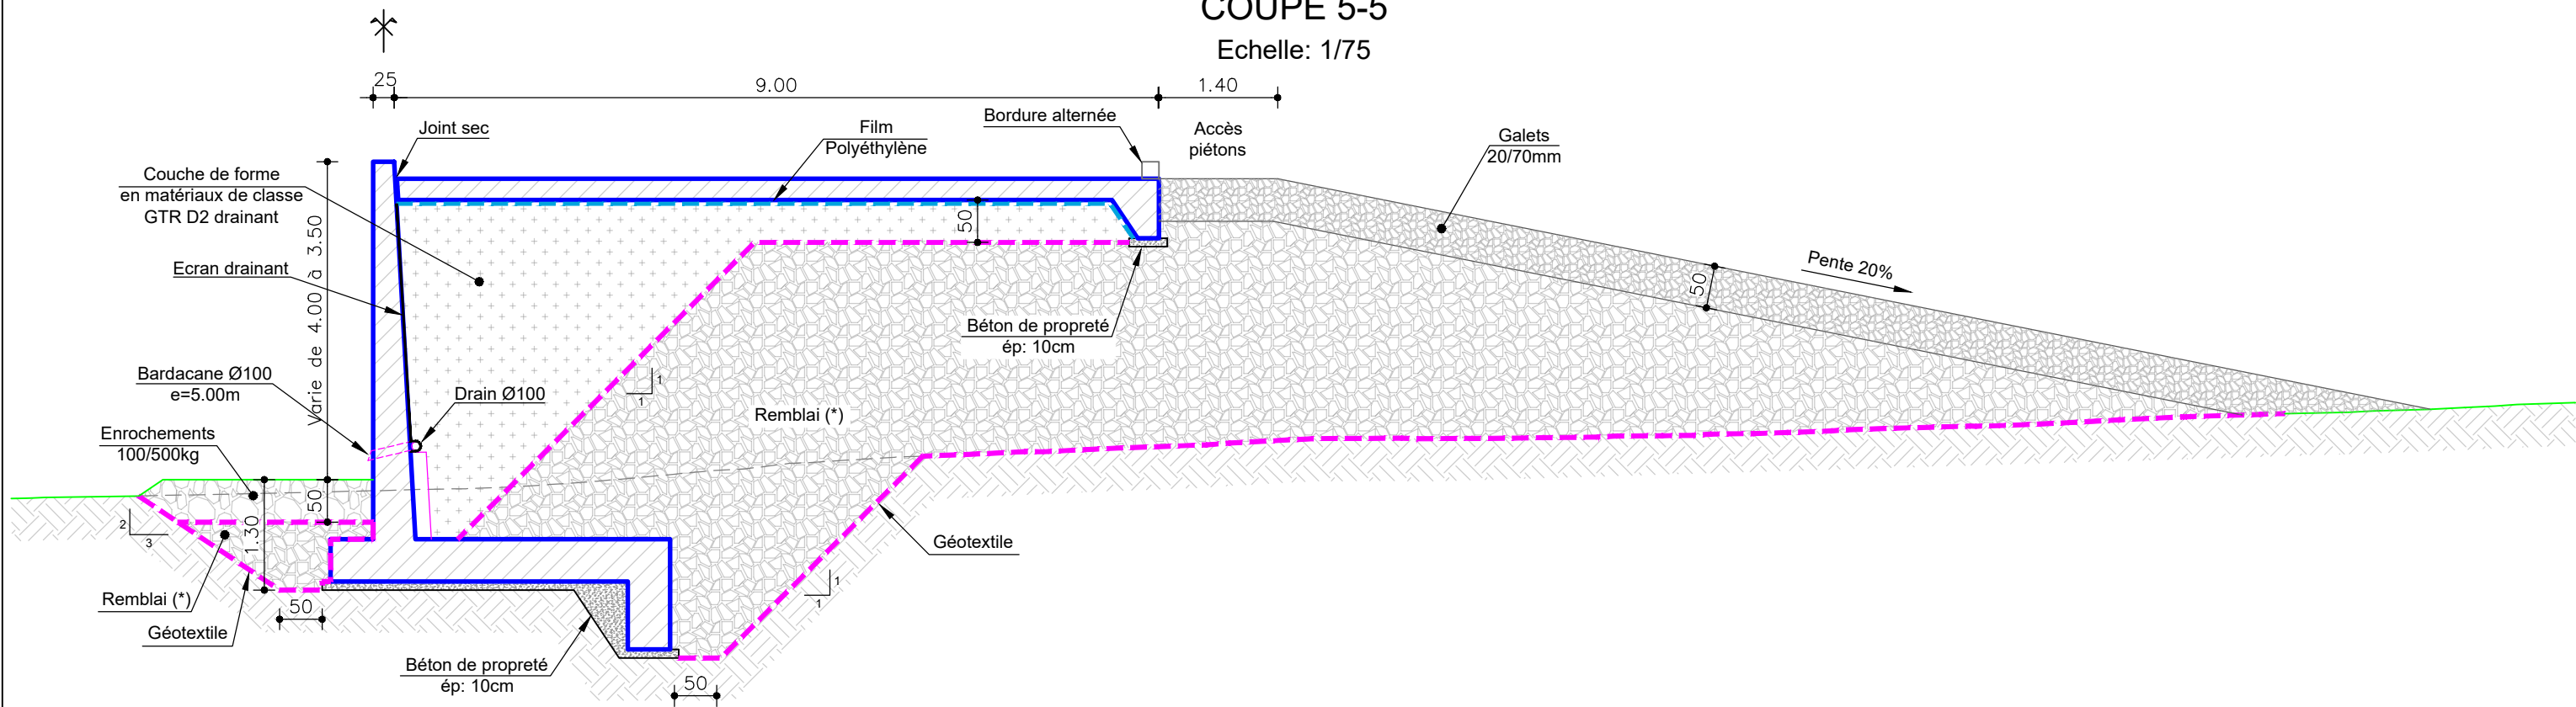 COUPE 5-5
Echelle: 1/75
25
9.00
1.40
Joint sec
Film
Polyéthylène
Bordure alternée
Accès
piétons
Galets
20/70mm
Couche de forme
en matériaux de classe
GTR D2 drainant
Varie de 4.00 à 3.50
50
Ecran drainant
Pente 20%
50
Béton de propreté
ép: 10cm
Bardacane Ø100
e=5.00m
Drain Ø100
1
1
Remblai (*)
Enrochements
100/500kg
50
1.30
2
3
Géotextile
1
1
Remblai (*)
50
Géotextile
Béton de propreté
ép: 10cm
50